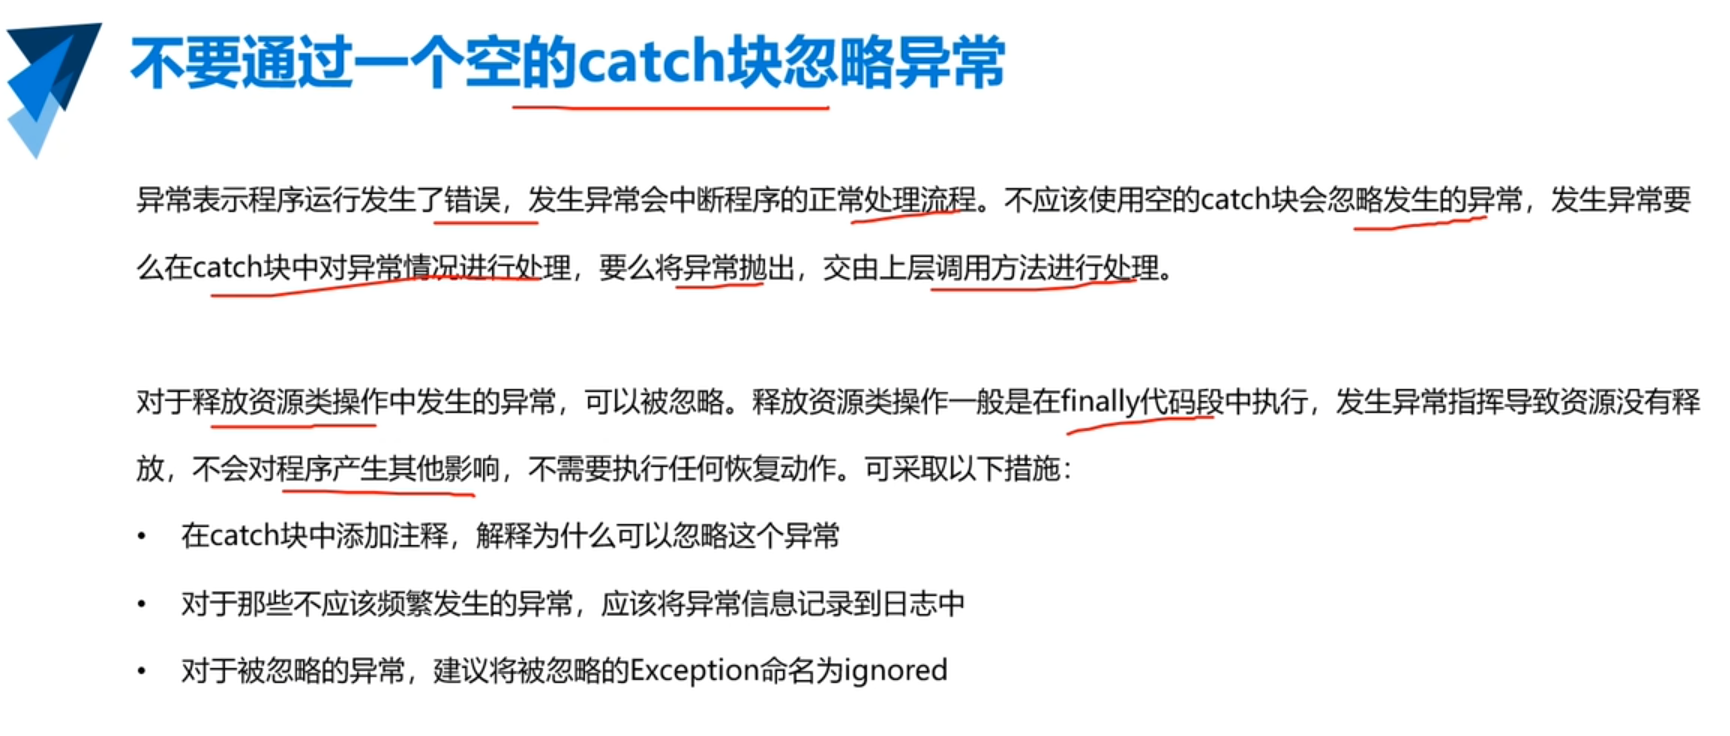 不要通过一个空的catch块忽略异常
异常表示程序运行发生了错误，发生异常会中断程序的正常处理流程。不应该使用空的catch块会忽略发生的异常，发生异常要
么在catch块中对异常情况进行处理，要么将异常抛出，交由上层调用方法进行处理。
对于释放资源类操作中发生的异常，可以被忽略。释放资源类操作一般是在finally代码段中执行，发生异常指挥导致资源没有释
放，不会对程序产生其他影响，不需要执行任何恢复动作。可采取以下措施：
• 在catch块中添加注释，解释为什么可以忽略这个异常
• 对于那些不应该频繁发生的异常，应该将异常信息记录到日志中
• 对于被忽略的异常，建议将被忽略的Exception命名为ignored